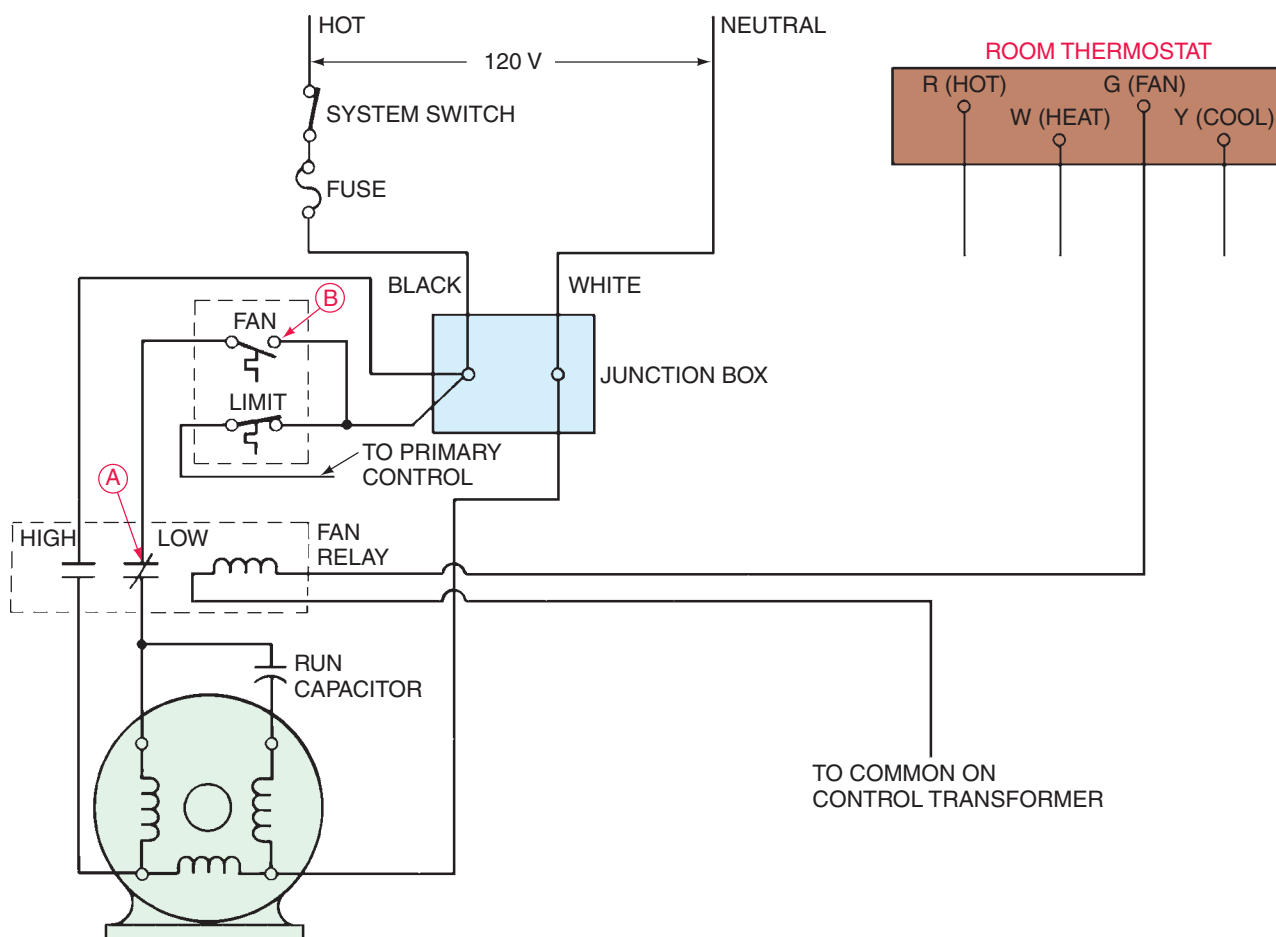 HOT
NEUTRAL
120 V
ROOM THERMOSTAT
R (HOT)
G (FAN)
W (HEAT)
Y (COOL)
SYSTEM SWITCH
FUSE
BLACK
WHITE
B
FAN
JUNCTION BOX
LIMIT
TO PRIMARY
CONTROL
A
HIGH
LOW
FAN
RELAY
RUN
CAPACITOR
TO COMMON ON
CONTROL TRANSFORMER